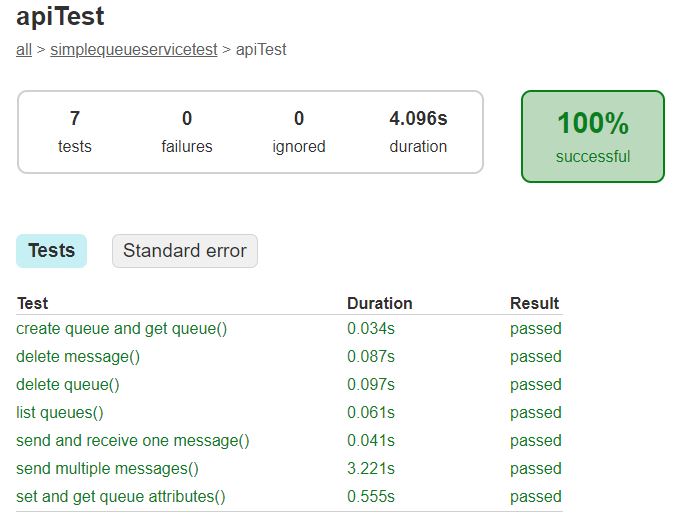 apiTest
all > simplequeueservicetest > apiTest
7 0 0 4.096s
tests failures ignored duration
100%
successful
Tests Standard error
Test Duration Result
create queue and get queue() 0.034s passed
delete message() 0.087s passed
delete queue() 0.097s passed
list queues() 0.061s passed
send and receive one message() 0.041s passed
send multiple messages() 3.221s passed
set and get queue attributes() 0.555s passed